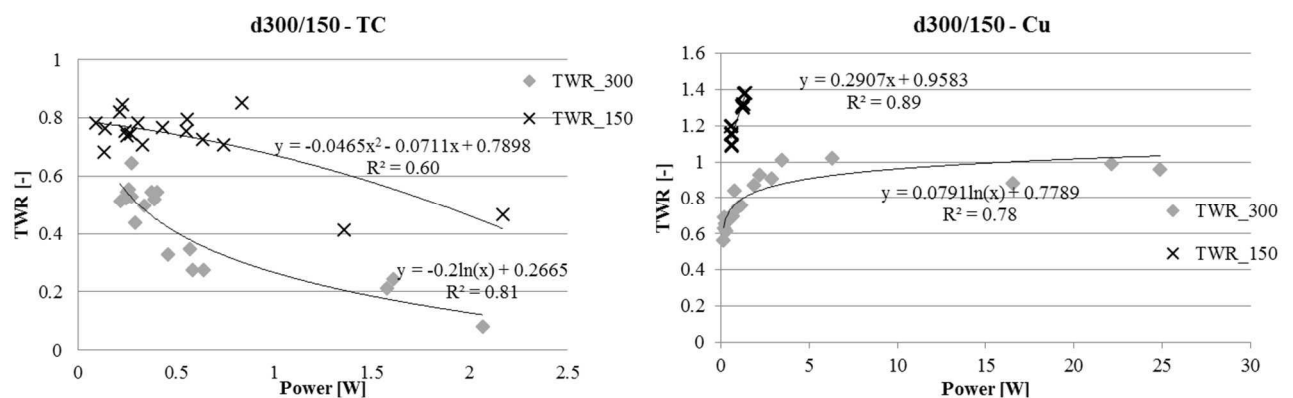 d300/150 - TC
1
0.8
0.6
0.4
0.2
0
TWR [-]
0
0.5
1
1.5
2
2.5
Power [W]
TWR_300
TWR_150
y = -0.0465x² - 0.0711x + 0.7898
R² = 0.60
y = -0.2ln(x) + 0.2665
R² = 0.81
d300/150 - Cu
1.6
1.4
1.2
1
0.8
0.6
0.4
0.2
0
TWR [-]
0
5
10
15
20
25
30
Power [W]
y = 0.2907x + 0.9583
R² = 0.89
y = 0.0791ln(x) + 0.7789
R² = 0.78
TWR_300
TWR_150